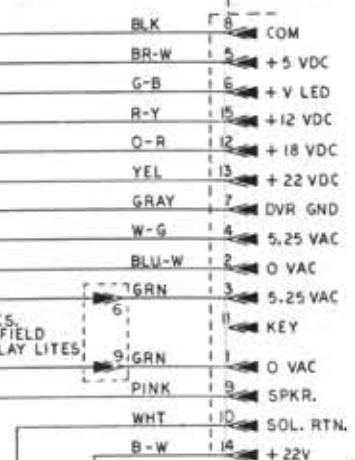 BLK 8 COM
BR-W 5 +5 VDC
G-B 6 +V LED
R-Y 15 +12 VDC
O-R 12 +18 VDC
YEL 13 +22 VDC
GRAY 7 DVR GND
W-G 4 5.25 VAC
BLU-W 2 0 VAC
GRN 3 5.25 VAC
6
11 KEY
FIELD
LAY LITES
9 GRN 1 0 VAC
PINK 9 SPKR.
WHT 10 SOL. RTN.
B-W 14 +22V